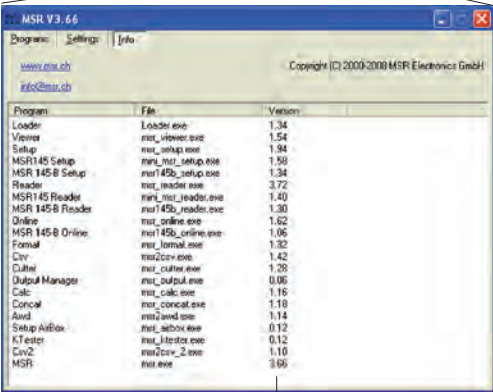 MSR V3.66
Programs Settings Info
www.msr.ch
Copyright (C) 2000-2008 MSR Electronics GmbH
info@msr.ch
Program File Version
Loader Loader.exe 1.34
Viewer msr_viewer.exe 1.54
Setup msr_setup.exe 1.94
MSR145 Setup mini_msr_setup.exe 1.58
MSR 145-B Setup msr145b_setup.exe 1.34
Reader msr_reader.exe 3.72
MSR145 Reader mini_msr_reader.exe 1.40
MSR 145-B Reader msr145b_reader.exe 1.30
Online msr_online.exe 1.62
MSR 145-B Online msr145b_online.exe 1.06
Format msr_format.exe 1.32
Csv msr2csv.exe 1.42
Cutter msr_cutter.exe 1.28
Output Manager msr_output.exe 0.06
Calc msr_calc.exe 1.16
Concat msr_concat.exe 1.18
Awd msr2awd.exe 1.14
Setup AirBox msr_airbox.exe 0.12
KTester msr_ktester.exe 0.12
Csv2 msr2csv_2.exe 1.10
MSR msr.exe 3.66